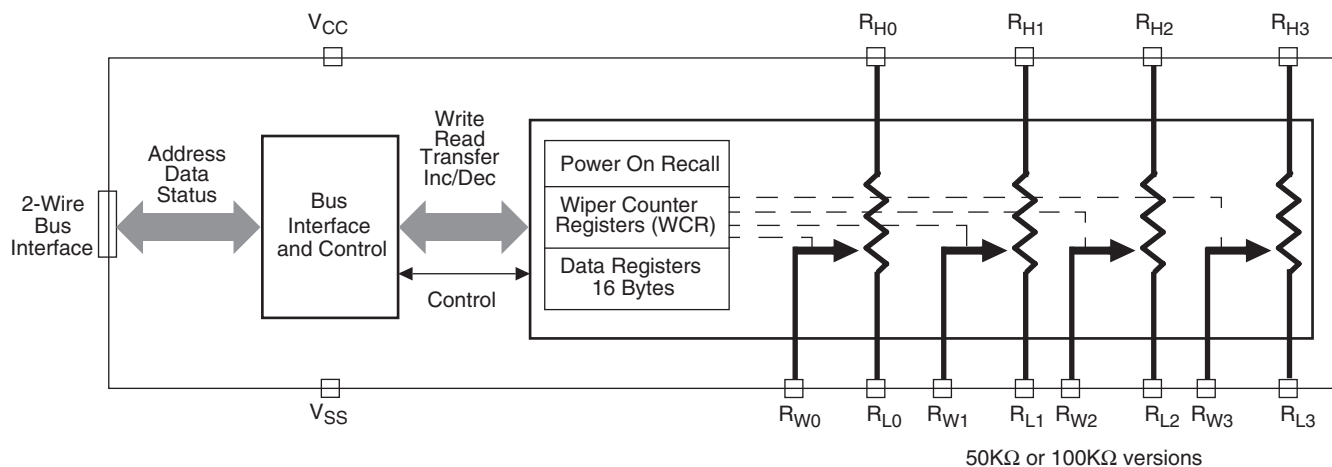 V_CC
R_H0
R_H1
R_H2
R_H3
2-Wire
Bus
Interface
Address
Data
Status
Bus
Interface
and Control
Write
Read
Transfer
Inc/Dec
Control
Power On Recall
Wiper Counter
Registers (WCR)
Data Registers
16 Bytes
V_SS
R_W0
R_L0
R_W1
R_L1
R_W2
R_L2
R_W3
R_L3
50KΩ or 100KΩ versions